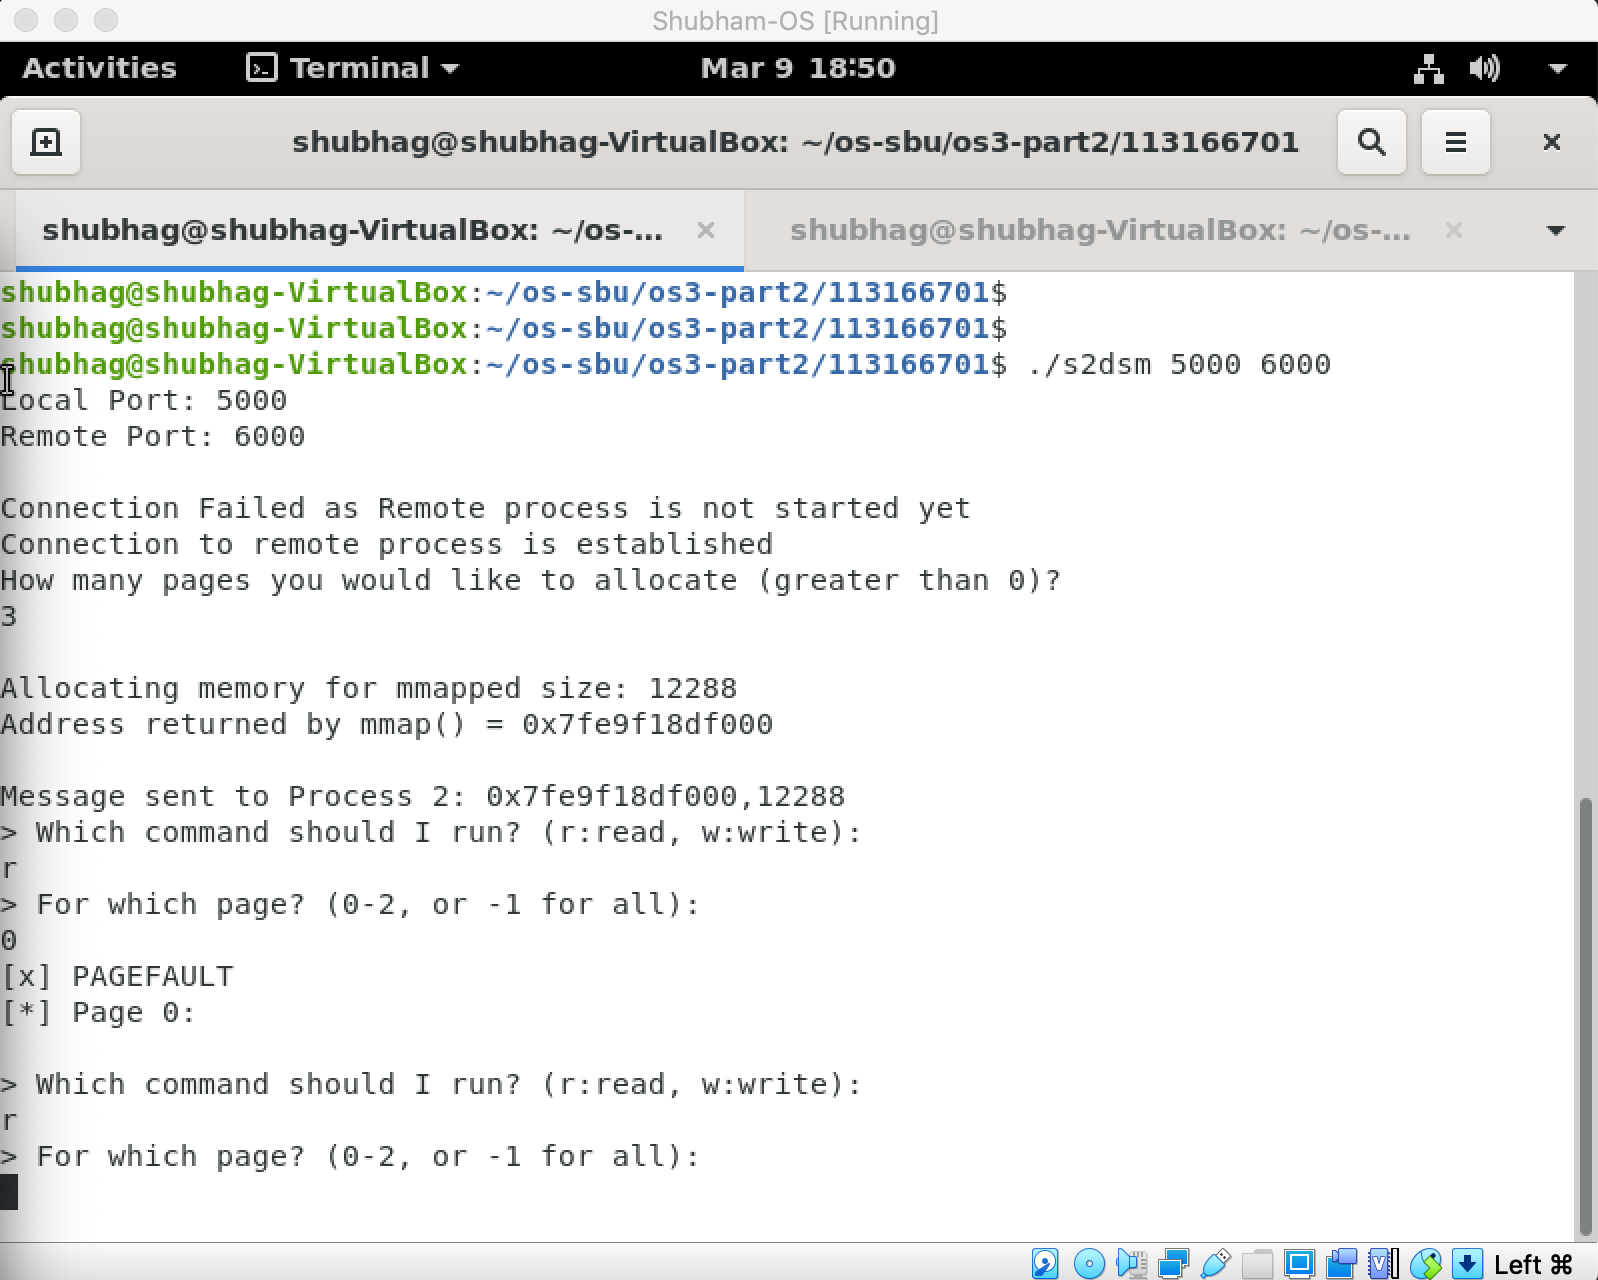 Shubham-OS [Running]
Activities Terminal Mar 9 18:50
shubhag@shubhag-VirtualBox: ~/os-sbu/os3-part2/113166701
shubhag@shubhag-VirtualBox: ~/os-... shubhag@shubhag-VirtualBox: ~/os-...
shubhag@shubhag-VirtualBox:~/os-sbu/os3-part2/113166701$
shubhag@shubhag-VirtualBox:~/os-sbu/os3-part2/113166701$
shubhag@shubhag-VirtualBox:~/os-sbu/os3-part2/113166701$ ./s2dsm 5000 6000
Local Port: 5000
Remote Port: 6000
Connection Failed as Remote process is not started yet
Connection to remote process is established
How many pages you would like to allocate (greater than 0)?
3
Allocating memory for mmapped size: 12288
Address returned by mmap() = 0x7fe9f18df000
Message sent to Process 2: 0x7fe9f18df000,12288
> Which command should I run? (r:read, w:write):
r
> For which page? (0-2, or -1 for all):
0
[x] PAGEFAULT
[*] Page 0:
> Which command should I run? (r:read, w:write):
r
> For which page? (0-2, or -1 for all):
Left ⌘